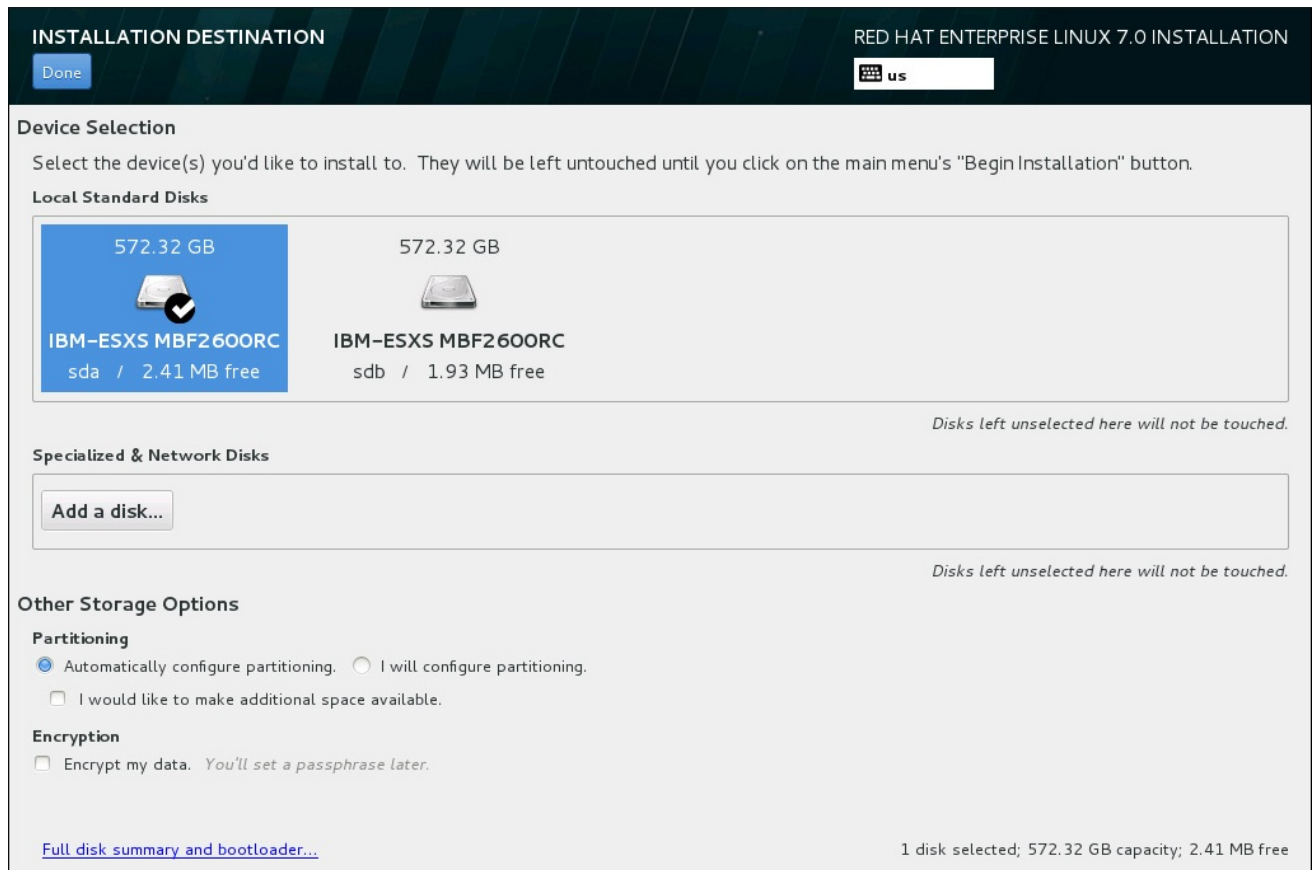 INSTALLATION DESTINATION
RED HAT ENTERPRISE LINUX 7.0 INSTALLATION
Done
us
Device Selection
Select the device(s) you'd like to install to. They will be left untouched until you click on the main menu's "Begin Installation" button.
Local Standard Disks
572.32 GB
IBM-ESXS MBF2600RC
sda / 2.41 MB free
572.32 GB
IBM-ESXS MBF2600RC
sdb / 1.93 MB free
Disks left unselected here will not be touched.
Specialized & Network Disks
Add a disk...
Disks left unselected here will not be touched.
Other Storage Options
Partitioning
Automatically configure partitioning. I will configure partitioning.
I would like to make additional space available.
Encryption
Encrypt my data. You'll set a passphrase later.
Full disk summary and bootloader...
1 disk selected; 572.32 GB capacity; 2.41 MB free